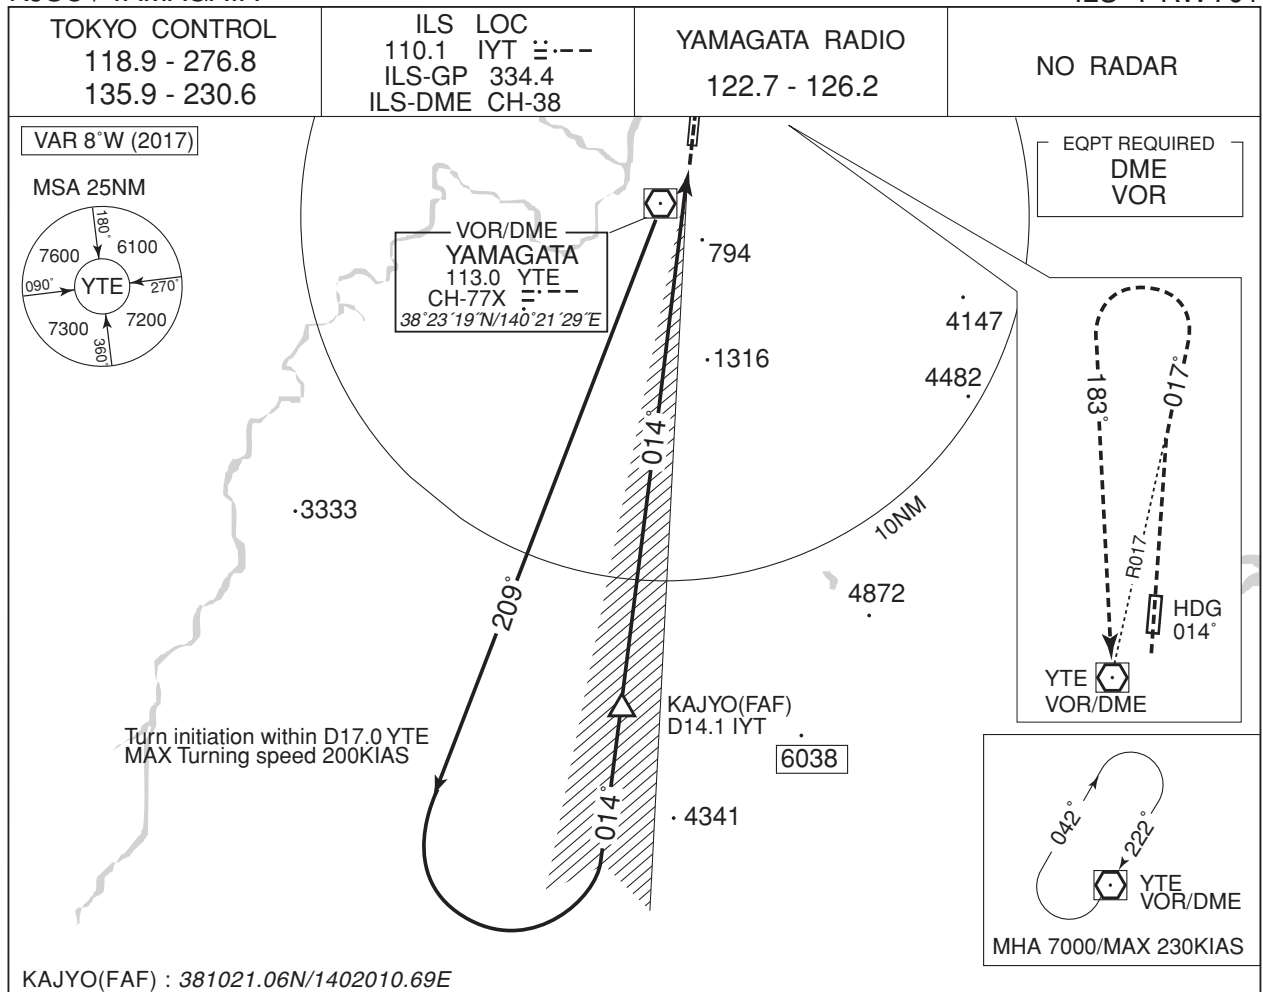 TOKYO CONTROL
118.9 - 276.8
135.9 - 230.6
ILS LOC
110.1 IYT
ILS-GP 334.4
ILS-DME CH-38
YAMAGATA RADIO
122.7 - 126.2
NO RADAR
VAR 8°W (2017)
MSA 25NM
180°
7600
6100
090°
YTE
270°
7300
7200
360°
VOR/DME
YAMAGATA
113.0 YTE
CH-77X
38°23´19˝N/140°21´29˝E
794
1316
4147
4482
3333
4872
10NM
014°
209°
EQPT REQUIRED
DME
VOR
183°
017°
R017
HDG
014°
YTE
VOR/DME
Turn initiation within D17.0 YTE
MAX Turning speed 200KIAS
KAJYO(FAF)
D14.1 IYT
6038
4341
014°
042°
222°
YTE
VOR/DME
MHA 7000/MAX 230KIAS
KAJYO(FAF) : 381021.06N/1402010.69E